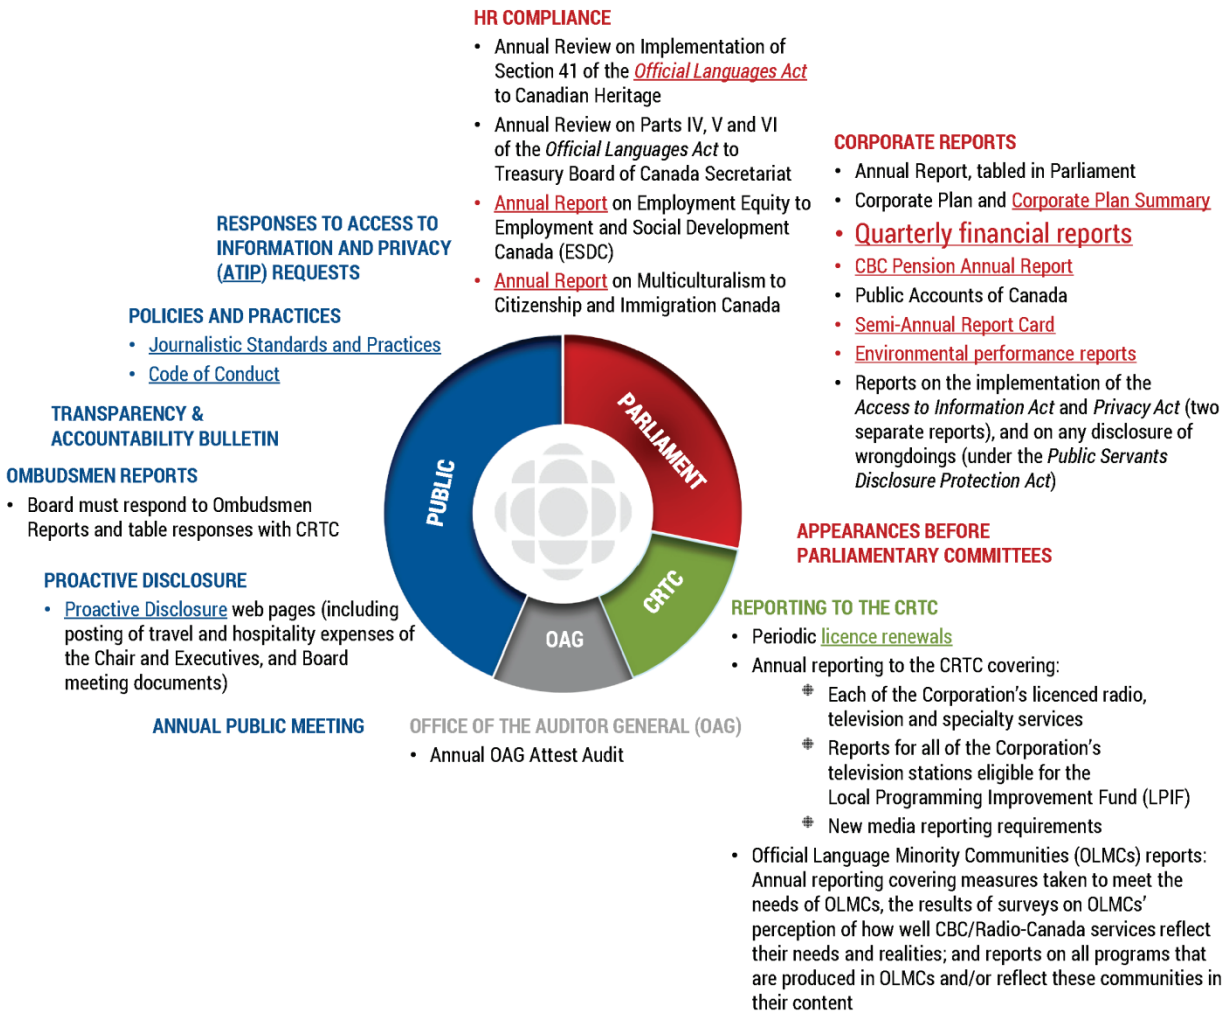 HR COMPLIANCE
• Annual Review on Implementation of
Section 41 of the Official Languages Act
to Canadian Heritage
• Annual Review on Parts IV, V and VI
of the Official Languages Act to
Treasury Board of Canada Secretariat
• Annual Report on Employment Equity to
Employment and Social Development
Canada (ESDC)
• Annual Report on Multiculturalism to
Citizenship and Immigration Canada
CORPORATE REPORTS
• Annual Report, tabled in Parliament
• Corporate Plan and Corporate Plan Summary
• Quarterly financial reports
• CBC Pension Annual Report
• Public Accounts of Canada
• Semi-Annual Report Card
• Environmental performance reports
• Reports on the implementation of the
Access to Information Act and Privacy Act (two
separate reports), and on any disclosure of
wrongdoings (under the Public Servants
Disclosure Protection Act)
APPEARANCES BEFORE
PARLIAMENTARY COMMITTEES
RESPONSES TO ACCESS TO
INFORMATION AND PRIVACY
(ATIP) REQUESTS
POLICIES AND PRACTICES
• Journalistic Standards and Practices
• Code of Conduct
TRANSPARENCY &
ACCOUNTABILITY BULLETIN
OMBUDSMEN REPORTS
• Board must respond to Ombudsmen
Reports and table responses with CRTC
PROACTIVE DISCLOSURE
• Proactive Disclosure web pages (including
posting of travel and hospitality expenses of
the Chair and Executives, and Board
meeting documents)
ANNUAL PUBLIC MEETING
PUBLIC
PARLIAMENT
CRTC
OAG
OFFICE OF THE AUDITOR GENERAL (OAG)
• Annual OAG Attest Audit
REPORTING TO THE CRTC
• Periodic licence renewals
• Annual reporting to the CRTC covering:
Each of the Corporation's licenced radio,
television and specialty services
Reports for all of the Corporation's
television stations eligible for the
Local Programming Improvement Fund (LPIF)
New media reporting requirements
• Official Language Minority Communities (OLMCs) reports:
Annual reporting covering measures taken to meet the
needs of OLMCs, the results of surveys on OLMCs'
perception of how well CBC/Radio-Canada services reflect
their needs and realities; and reports on all programs that
are produced in OLMCs and/or reflect these communities in
their content